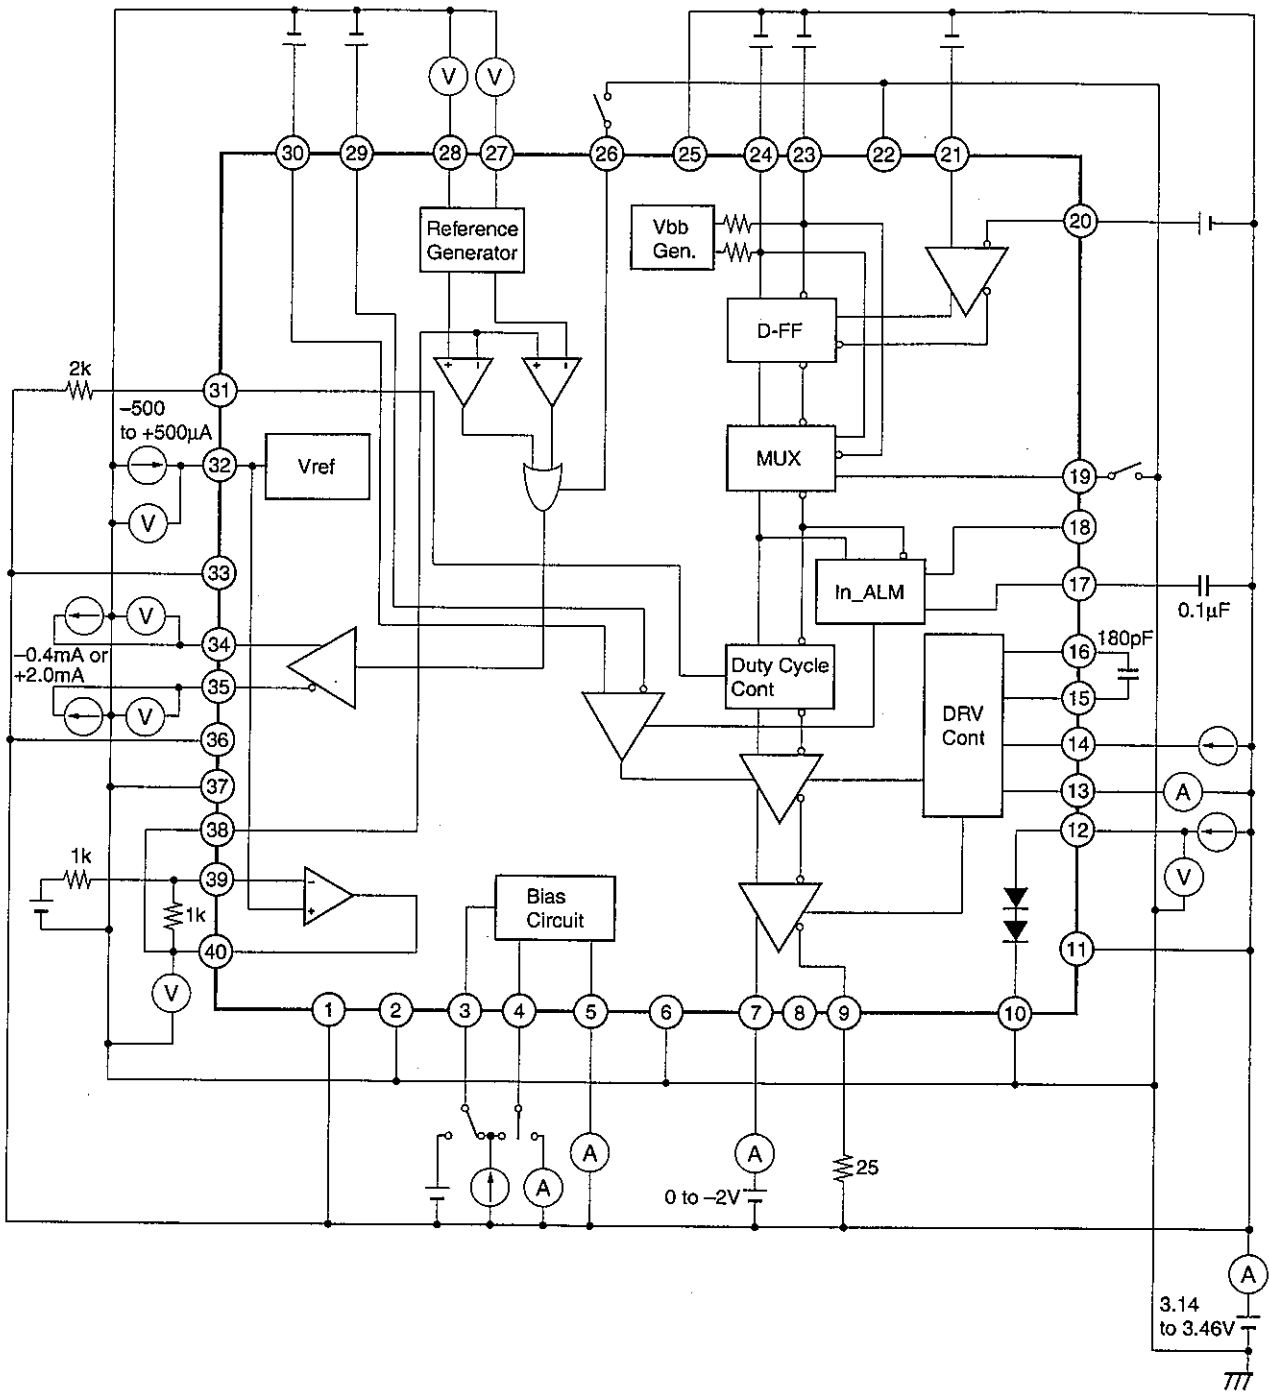 V
V
30
29
28
27
26
25
24
23
22
21
20
Reference
Generator
Vbb
Gen.
D-FF
+
-
+
-
2k
31
-500
to +500µA
32
Vref
V
MUX
19
18
33
In_ALM
17
0.1µF
V
34
-0.4mA or
+2.0mA
35
V
16
180pF
15
Duty Cycle
Cont
DRV
Cont
36
14
37
13
A
38
12
1k
39
-
+
1k
V
Bias
Circuit
40
11
V
1
2
3
4
5
6
7
8
9
10
A
A
A
0 to -2V
25
A
3.14
to 3.46V